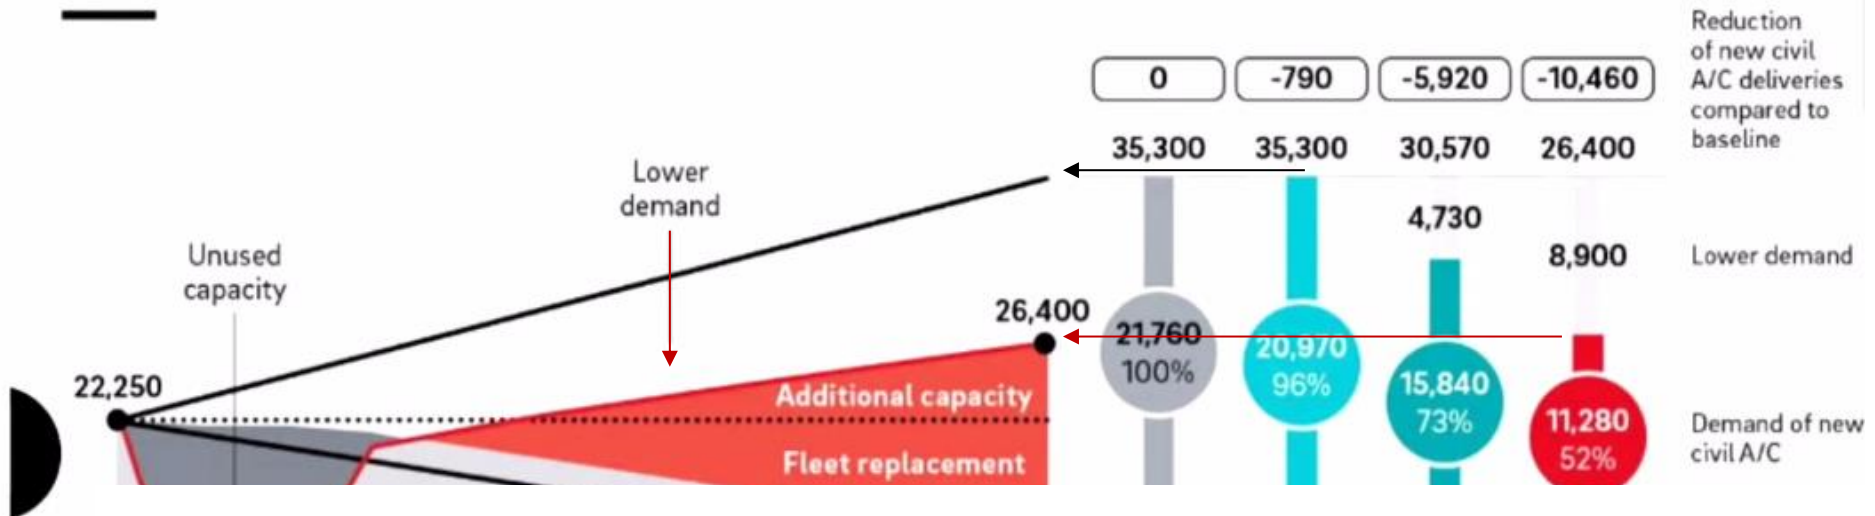 Reduction
of new civil
A/C deliveries
compared to
baseline
0 -790 -5,920 -10,460
35,300 35,300 30,570 26,400
Lower
demand
4,730
Unused
capacity
8,900
Lower demand
26,400
21,760
100%
20,970
96%
22,250
Additional capacity
15,840
73%
11,280
52%
Demand of new
civil A/C
Fleet replacement